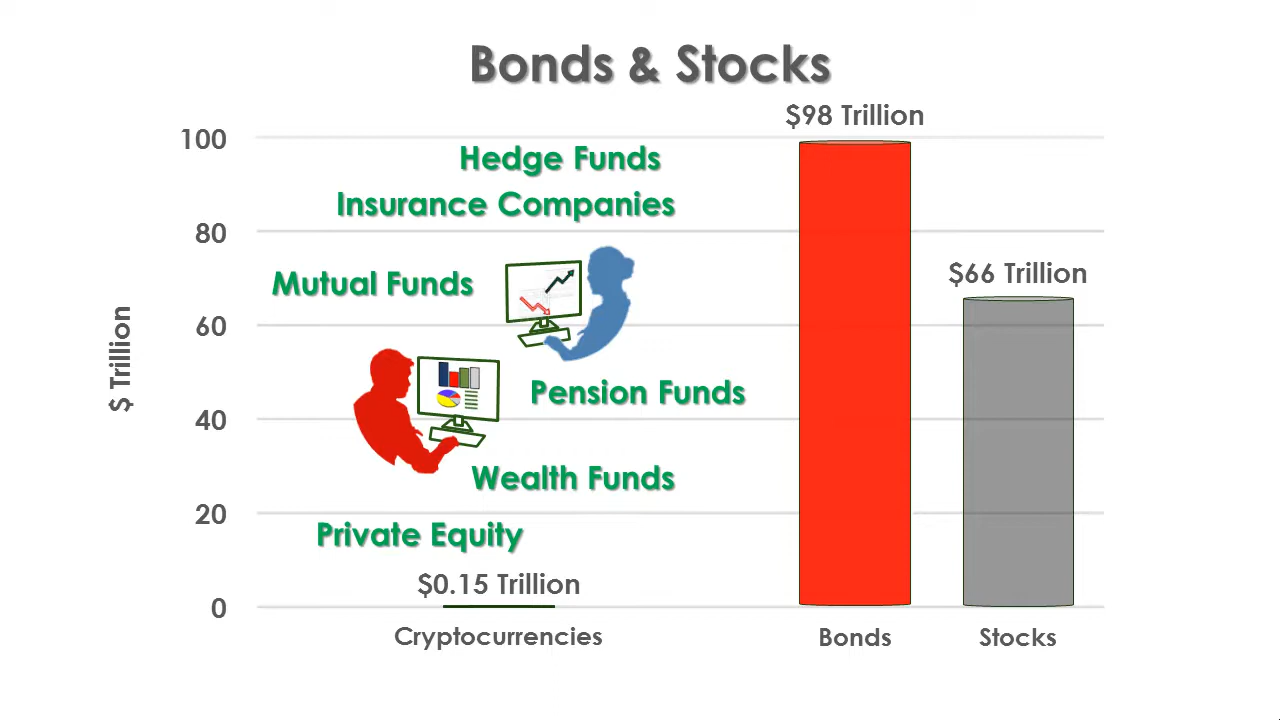 Bonds & Stocks
$98 Trillion
100
Hedge Funds
Insurance Companies
80
$66 Trillion
Mutual Funds
60
$ Trillion
Pension Funds
40
Wealth Funds
20
Private Equity
$0.15 Trillion
0
Cryptocurrencies
Bonds
Stocks